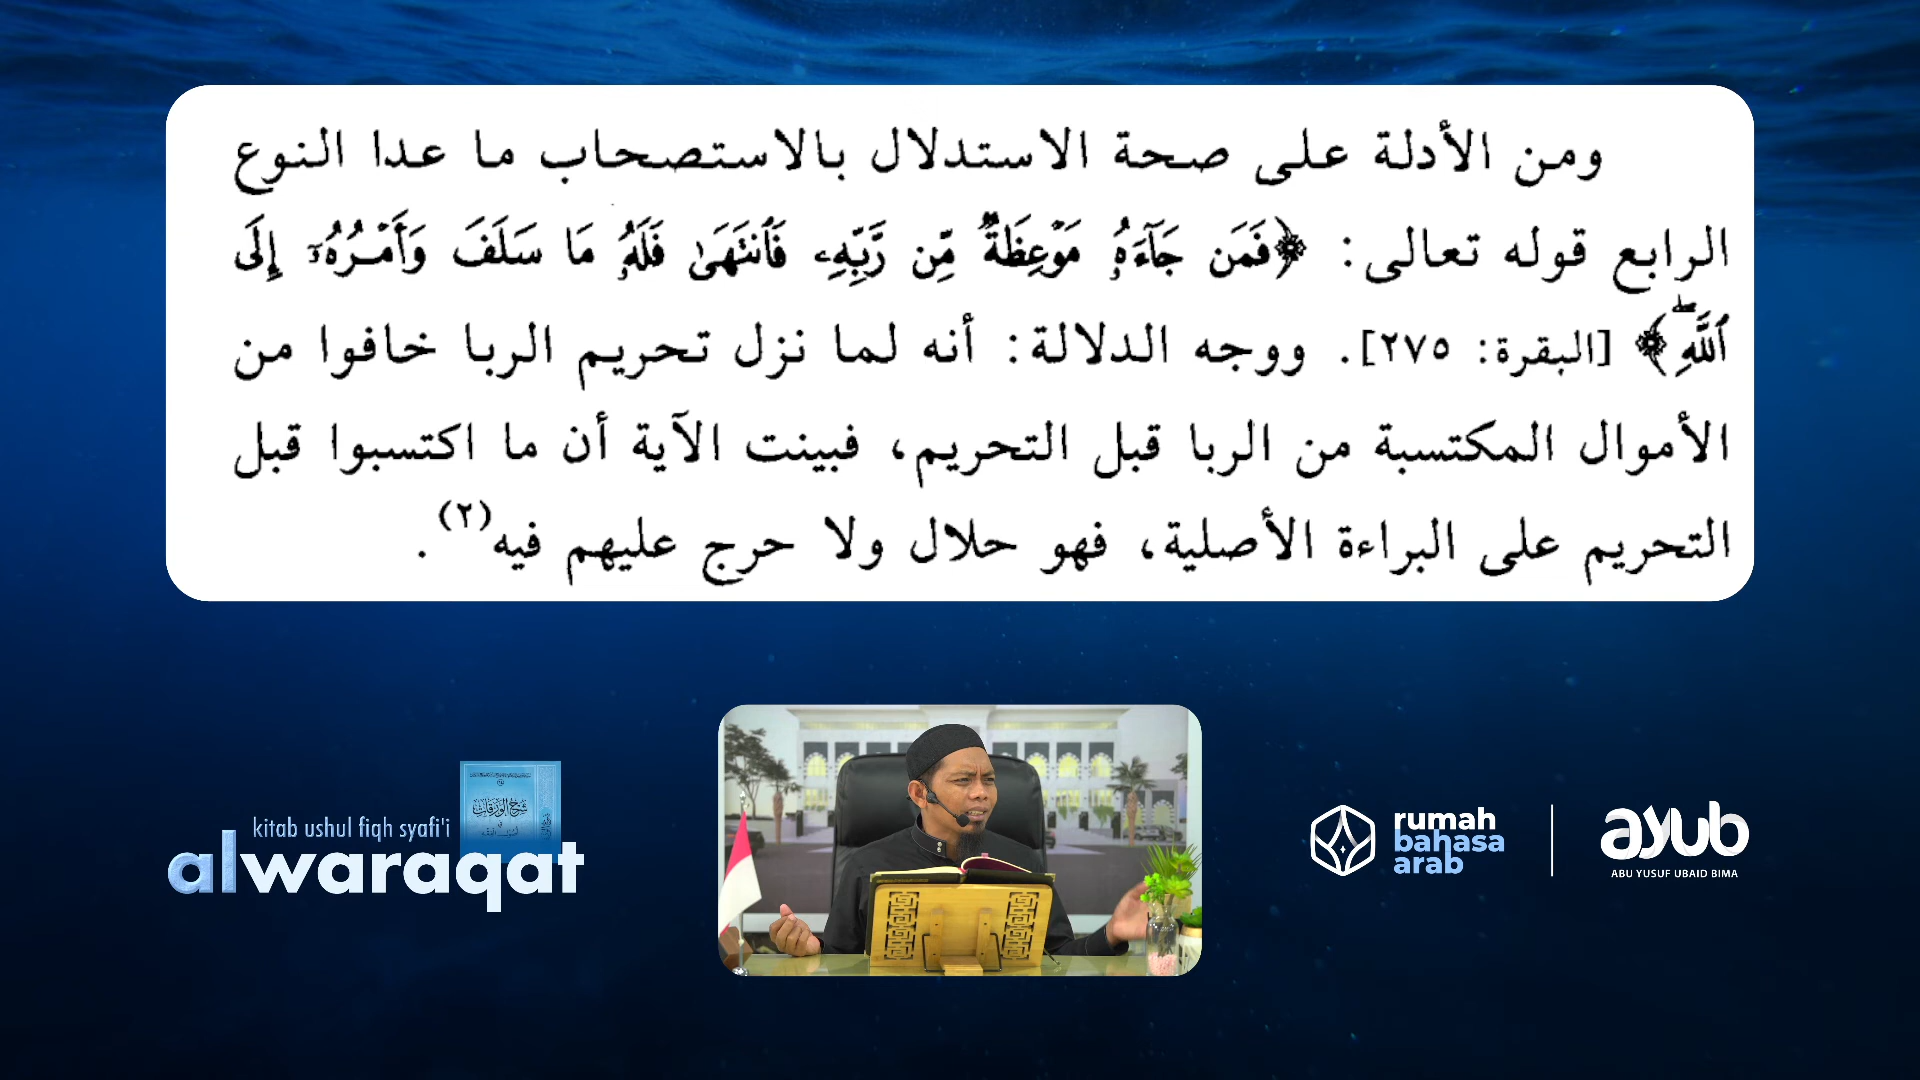 ومن الأدلة على صحة الاستدلال بالاستصحاب ما عدا النوع
الرابع قوله تعالى: ﴿فَمَن جَآءَهُۥ مَوۡعِظَةٞ مِّن رَّبِّهِۦ فَٱنتَهَىٰ فَلَهُۥ مَا سَلَفَ وَأَمۡرُهُۥٓ إِلَى
ٱللَّهِۖ﴾ [البقرة: ٢٧٥]. ووجه الدلالة: أنه لما نزل تحريم الربا خافوا من
الأموال المكتسبة من الربا قبل التحريم، فبينت الآية أن ما اكتسبوا قبل
التحريم على البراءة الأصلية، فهو حلال ولا حرج عليهم فيه(٢).
شرح الورقات
في
kitab ushul fiqh syafi'i
alwaraqat
rumah
bahasa
arab
ayub
ABU YUSUF UBAID BIMA